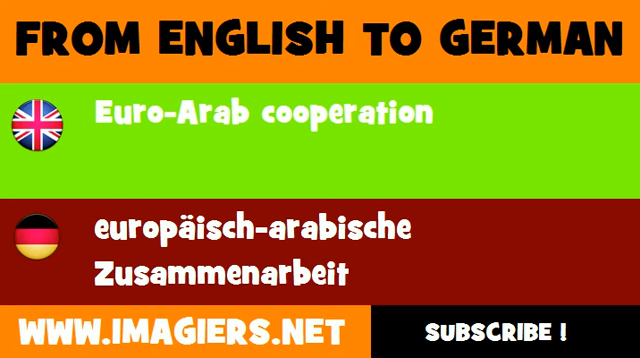 FROM ENGLISH TO GERMAN
Euro-Arab cooperation
europäisch-arabische
Zusammenarbeit
WWW.IMAGIERS.NET
SUBSCRIBE !